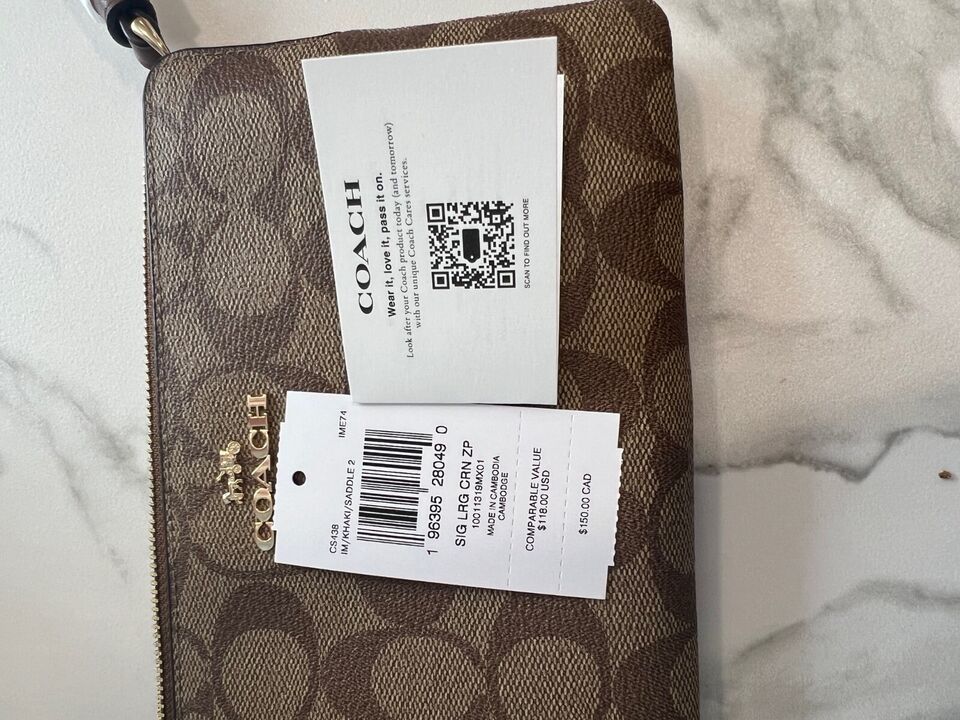 COACH
Wear it, love it, pass it on.
Look after your Coach product today (and tomorrow)
with our unique Coach Cares services.
SCAN TO FIND OUT MORE
COACH
CS438
IM/KHAKI/SADDLE 2
IME74
1 96395 28049 0
SIG LRG CRN ZP
10011319MX01
MADE IN CAMBODIA
CAMBODGE
COMPARABLE VALUE
$118.00 USD
$150.00 CAD